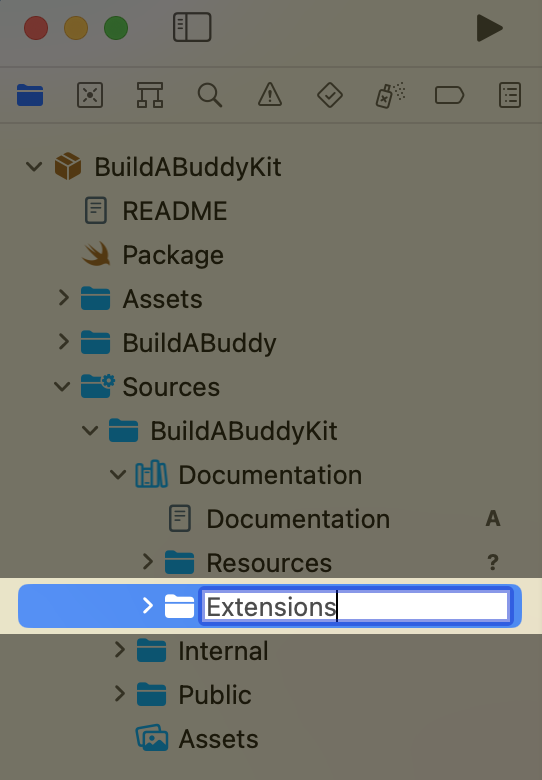 BuildABuddyKit
README
Package
Assets
BuildABuddy
Sources
BuildABuddyKit
Documentation
Documentation A
Resources ?
Extensions
Internal
Public
Assets